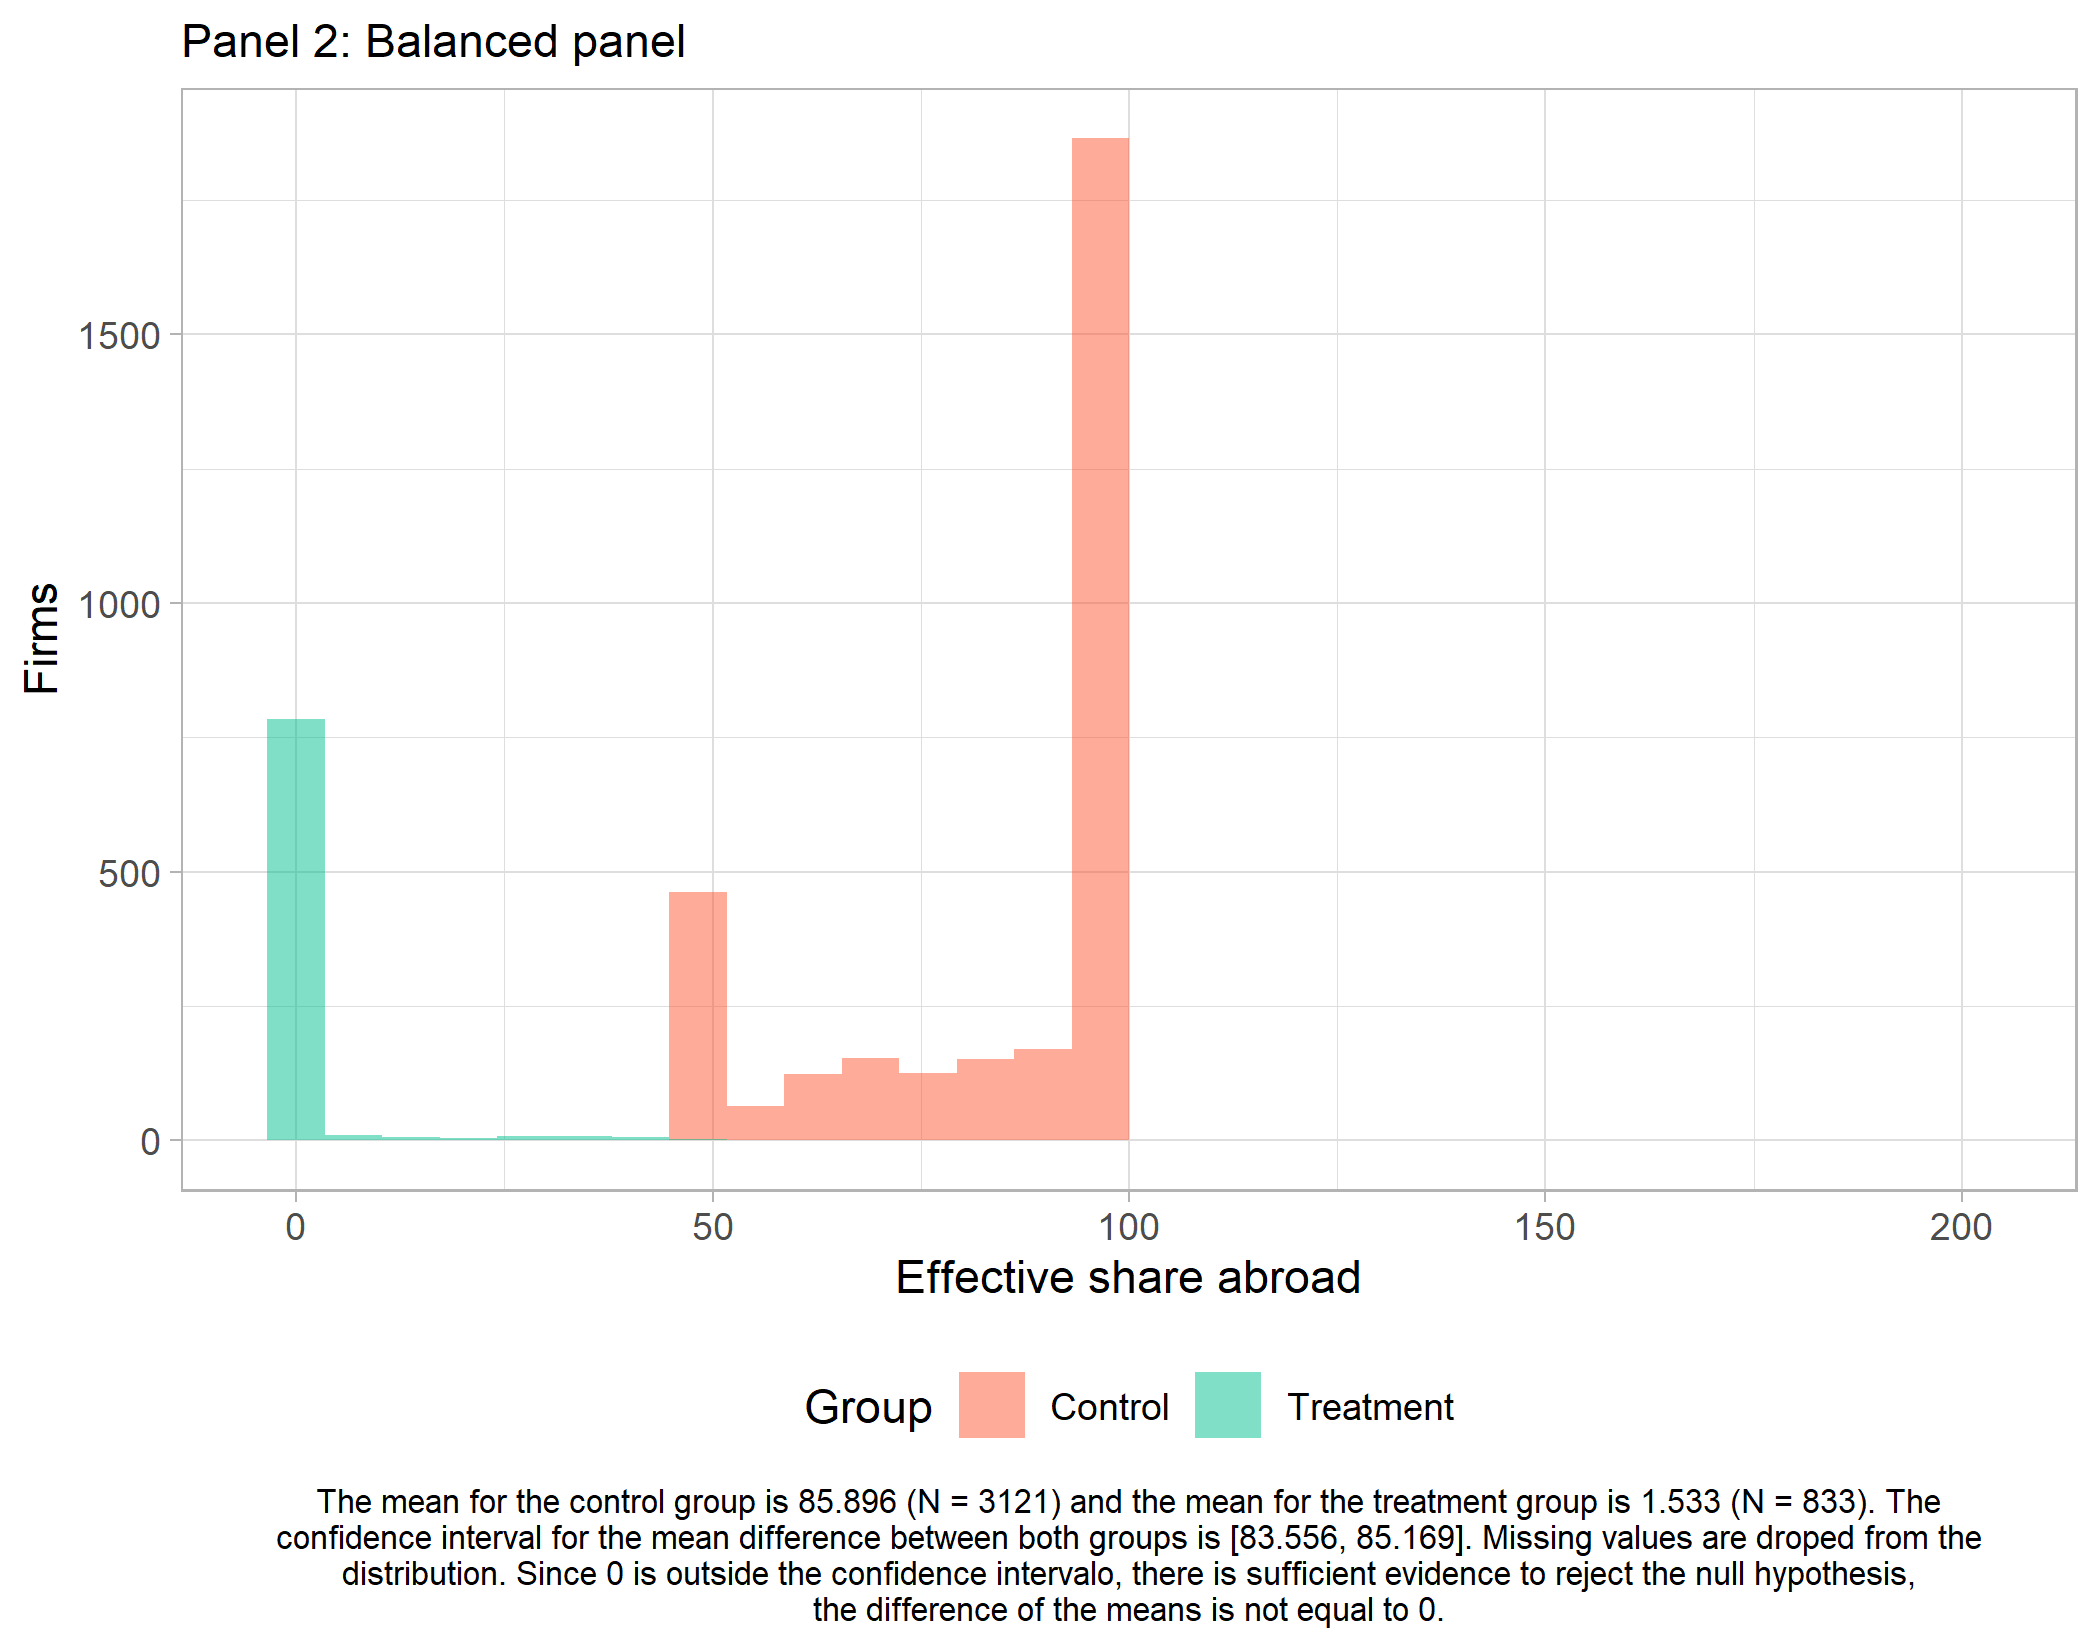 Panel 2: Balanced panel
1500
1000
500
0
Firms
0 50 100 150 200
Effective share abroad
Group Control Treatment
The mean for the control group is 85.896 (N = 3121) and the mean for the treatment group is 1.533 (N = 833). The
confidence interval for the mean difference between both groups is [83.556, 85.169]. Missing values are droped from the
distribution. Since 0 is outside the confidence intervalo, there is sufficient evidence to reject the null hypothesis,
the difference of the means is not equal to 0.